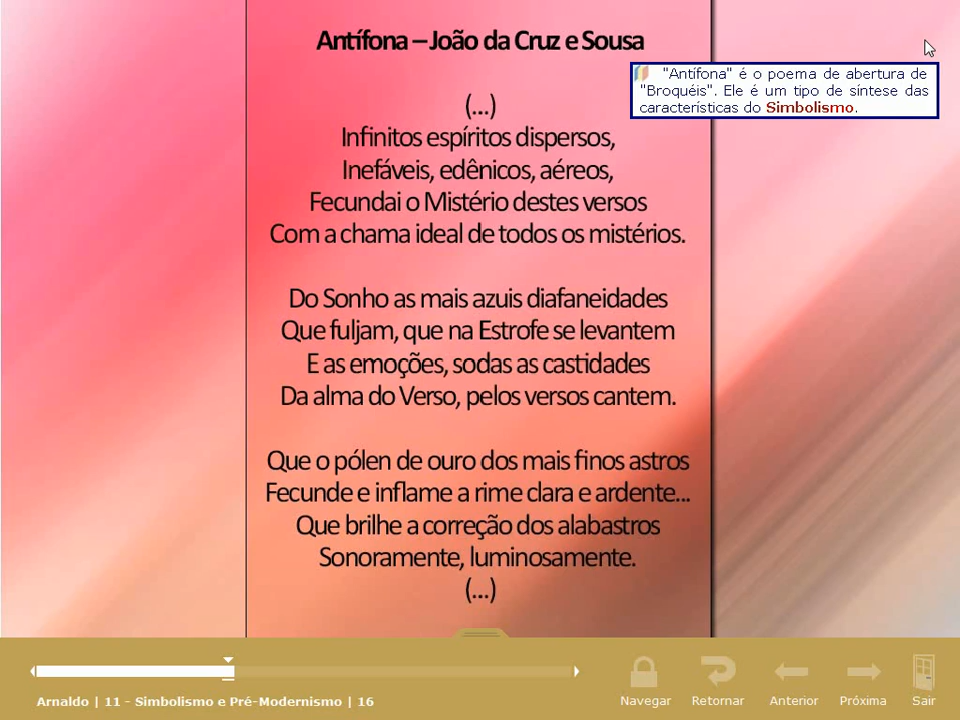 Antífona – João da Cruz e Sousa
"Antífona" é o poema de abertura de
"Broquéis". Ele é um tipo de síntese das
características do Simbolismo.
(...)
Infinitos espíritos dispersos,
Inefáveis, edênicos, aéreos,
Fecundai o Mistério destes versos
Com a chama ideal de todos os mistérios.
Do Sonho as mais azuis diafaneidades
Que fuljam, que na Estrofe se levantem
E as emoções, sodas as castidades
Da alma do Verso, pelos versos cantem.
Que o pólen de ouro dos mais finos astros
Fecunde e inflame a rime clara e ardente...
Que brilhe a correção dos alabastros
Sonoramente, luminosamente.
(...)
Arnaldo | 11 - Simbolismo e Pré-Modernismo | 16
Navegar Retornar Anterior Próxima Sair